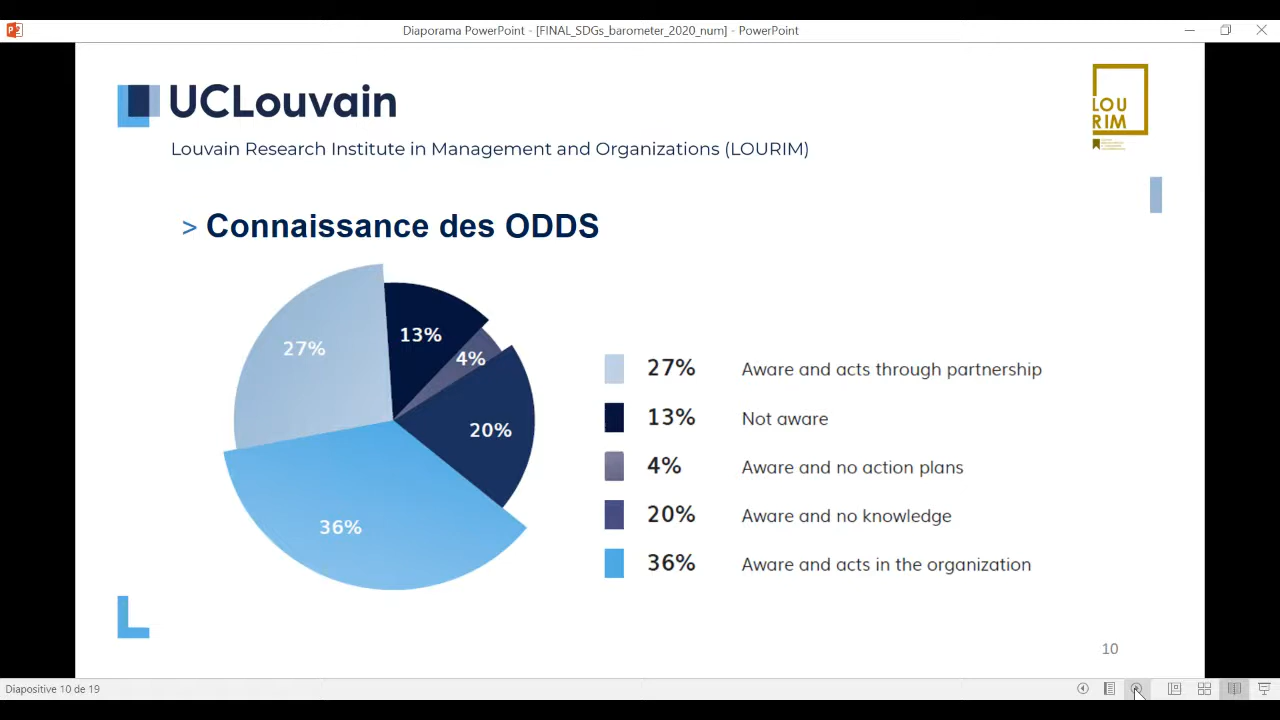 Diaporama PowerPoint - [FINAL_SDGs_barometer_2020_num] - PowerPoint
UCLouvain
LOU
RIM
Louvain Research Institute in Management and Organizations (LOURIM)
> Connaissance des ODDS
27%
13%
4%
20%
36%
27% Aware and acts through partnership
13% Not aware
4% Aware and no action plans
20% Aware and no knowledge
36% Aware and acts in the organization
10
Diapositive 10 de 19